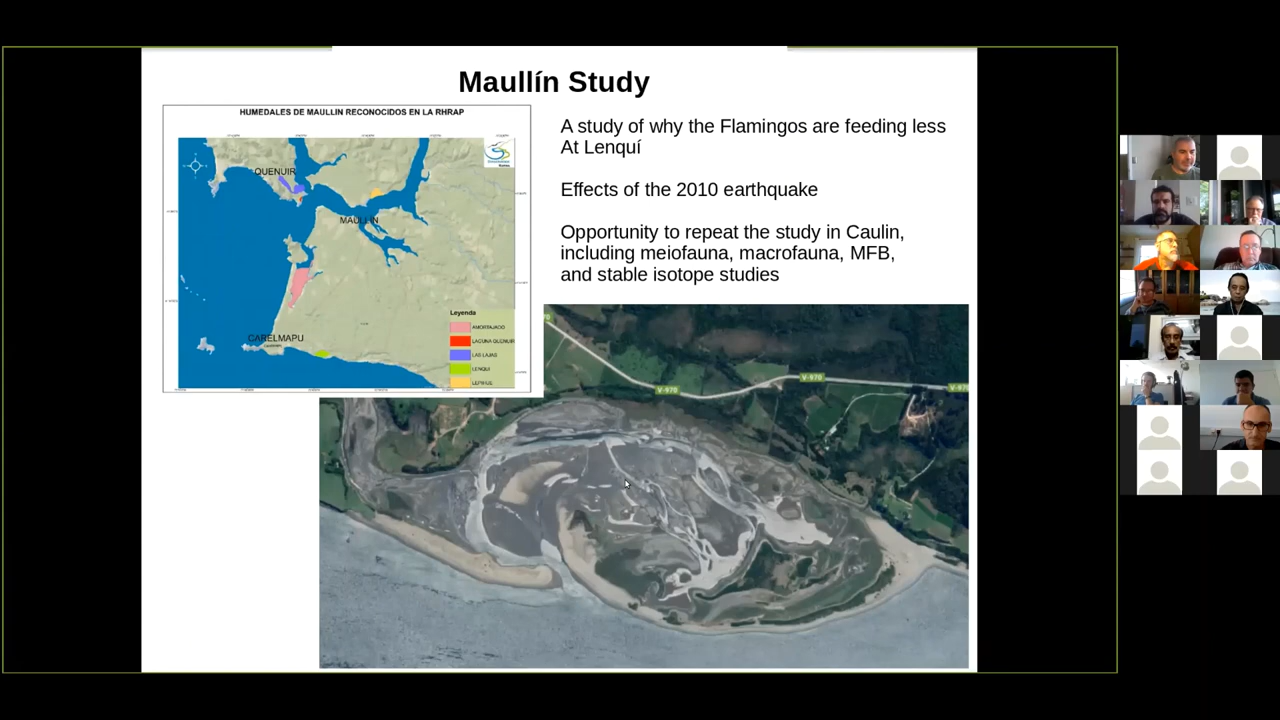 Maullín Study
HUMEDALES DE MAULLIN RECONOCIDOS EN LA RHRAP
QUENUIR
MAULLIN
CARELMAPU
Leyenda
AMORTAJADO
LAGUNA QUENUIR
LAS LAJAS
LENQUI
LEPIHUE
A study of why the Flamingos are feeding less
At Lenquí
Effects of the 2010 earthquake
Opportunity to repeat the study in Caulin,
including meiofauna, macrofauna, MFB,
and stable isotope studies
V-970
V-970
V-970